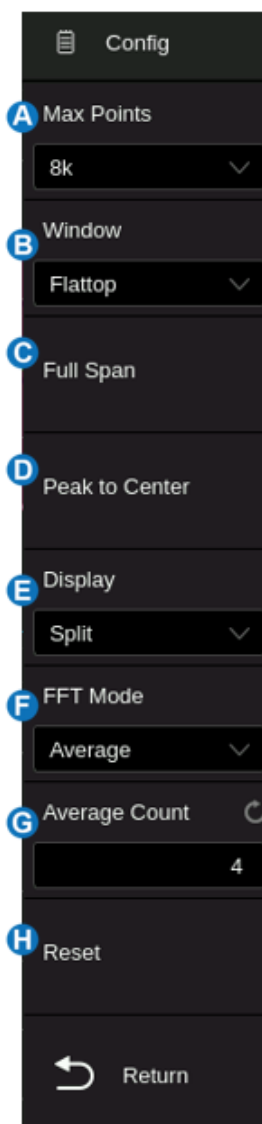 Config
A Max Points
8k
B Window
Flattop
C Full Span
D Peak to Center
E Display
Split
F FFT Mode
Average
G Average Count
4
H Reset
Return